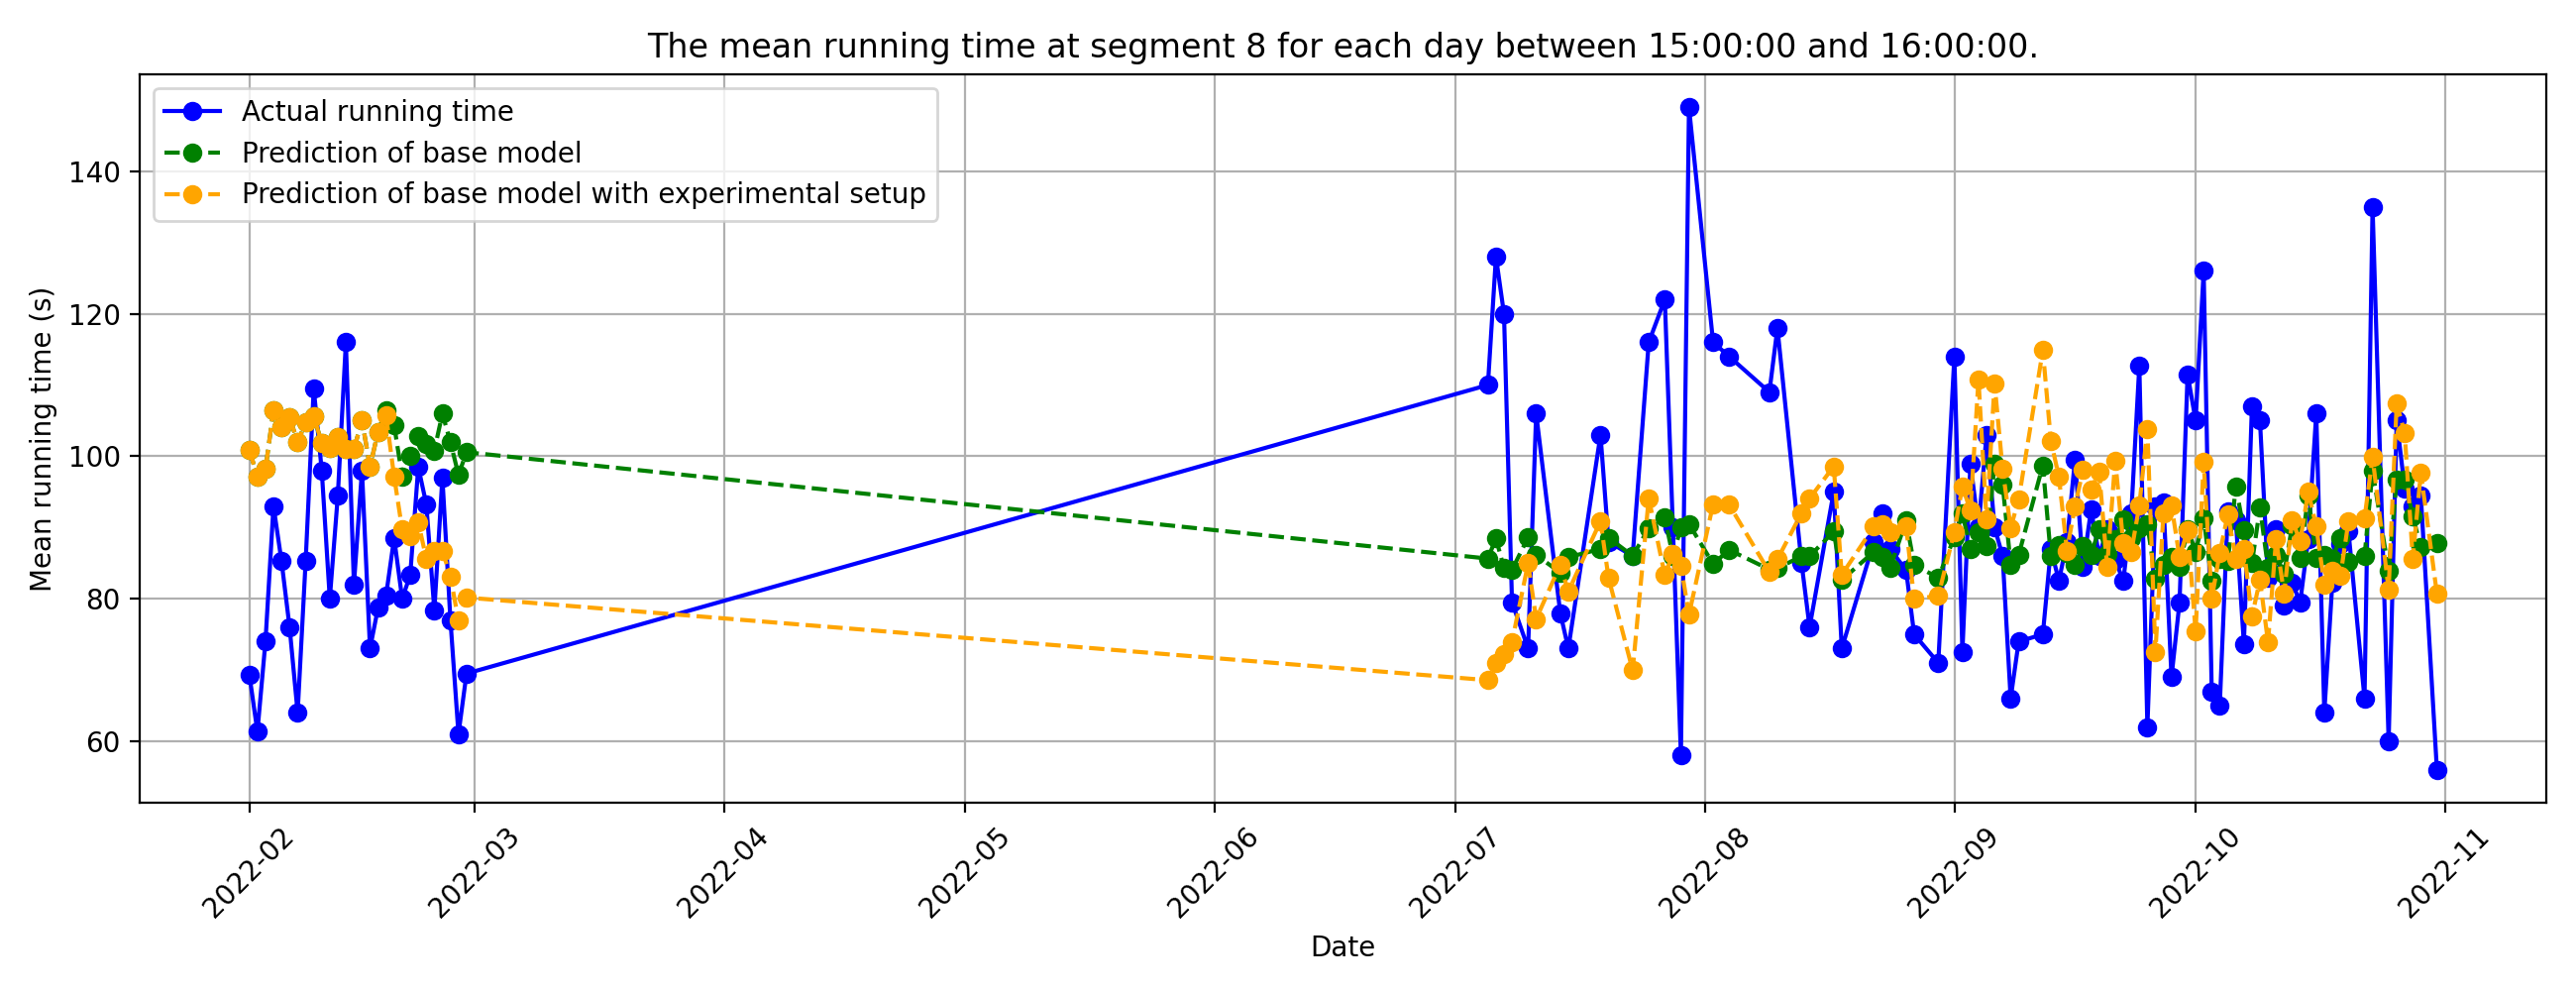 The mean running time at segment 8 for each day between 15:00:00 and 16:00:00.
Actual running time
Prediction of base model
Prediction of base model with experimental setup
Mean running time (s)
140
120
100
80
60
2022-02
2022-03
2022-04
2022-05
2022-06
2022-07
2022-08
2022-09
2022-10
2022-11
Date